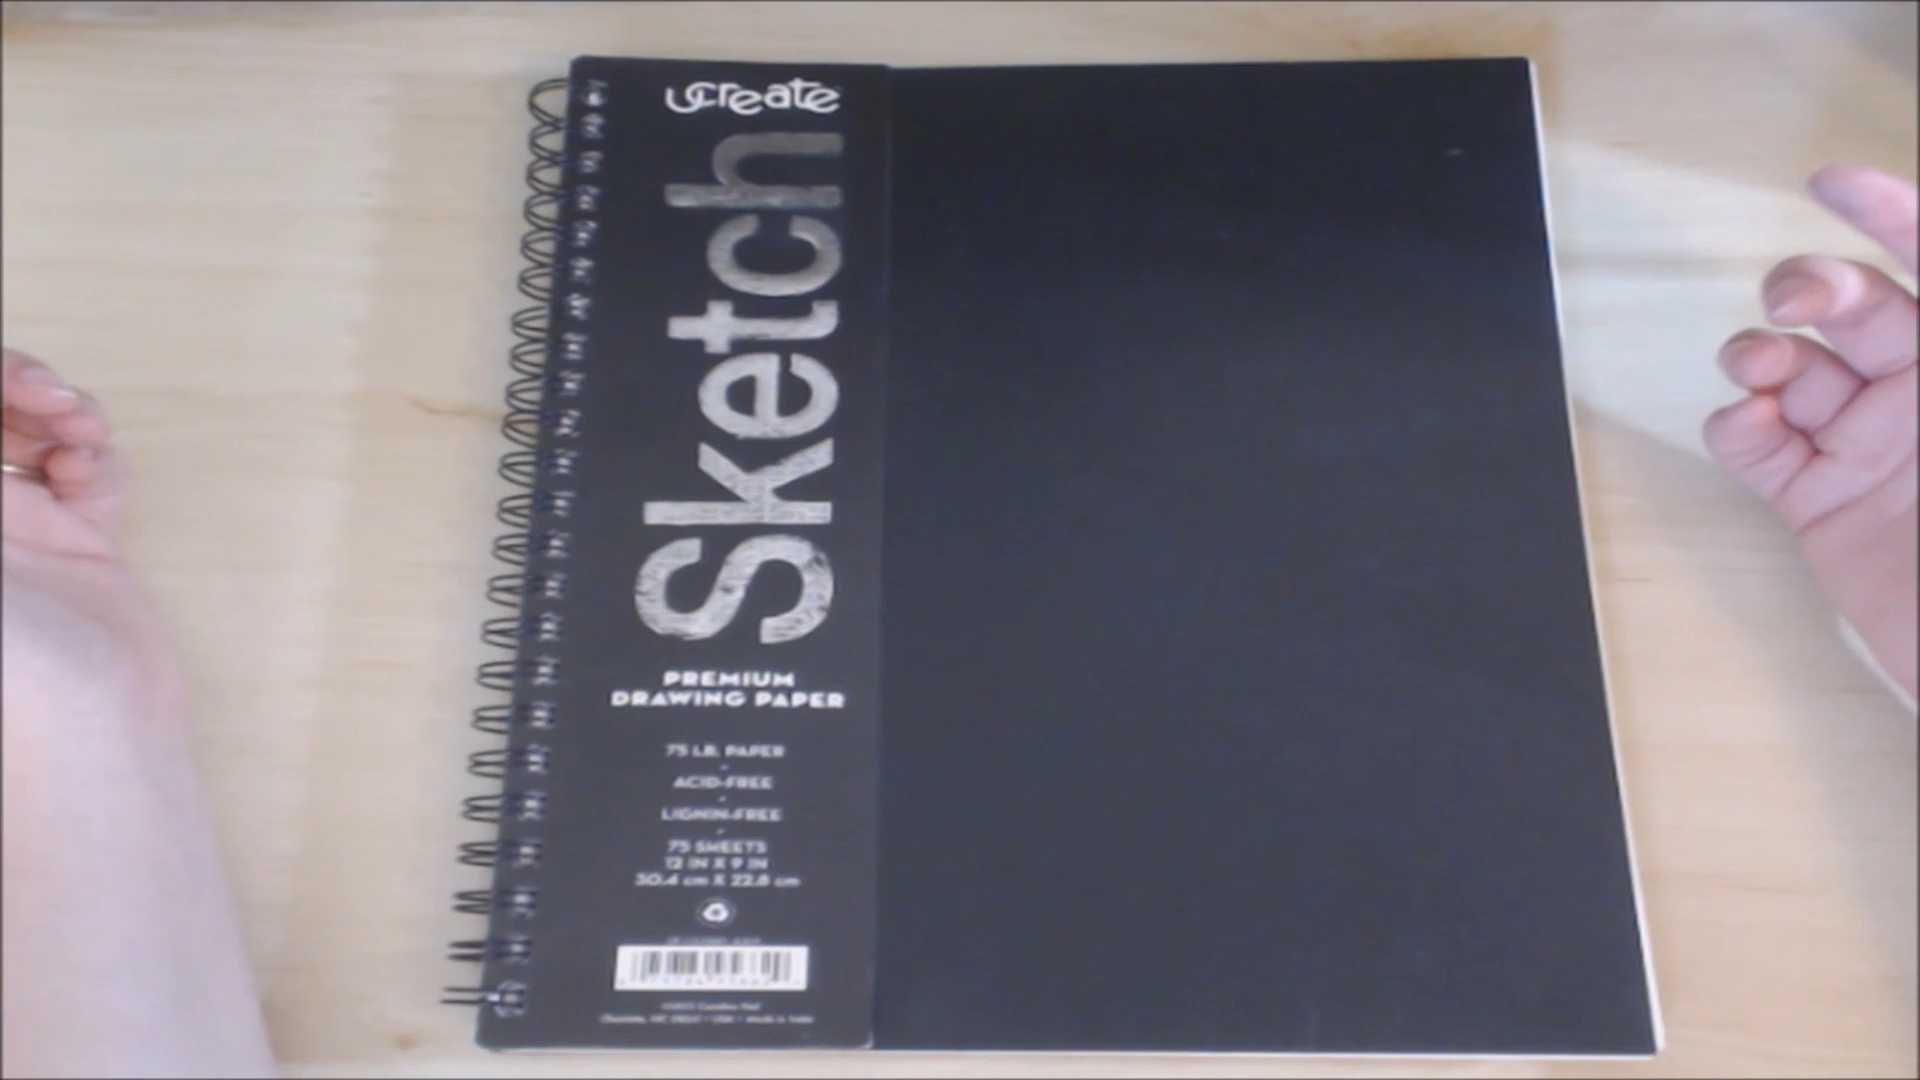 ucreate
Sketch
PREMIUM
DRAWING PAPER
75 LB. PAPER
ACID-FREE
LIGNIN-FREE
75 SHEETS
12 IN X 9 IN
30.4 cm X 22.8 cm